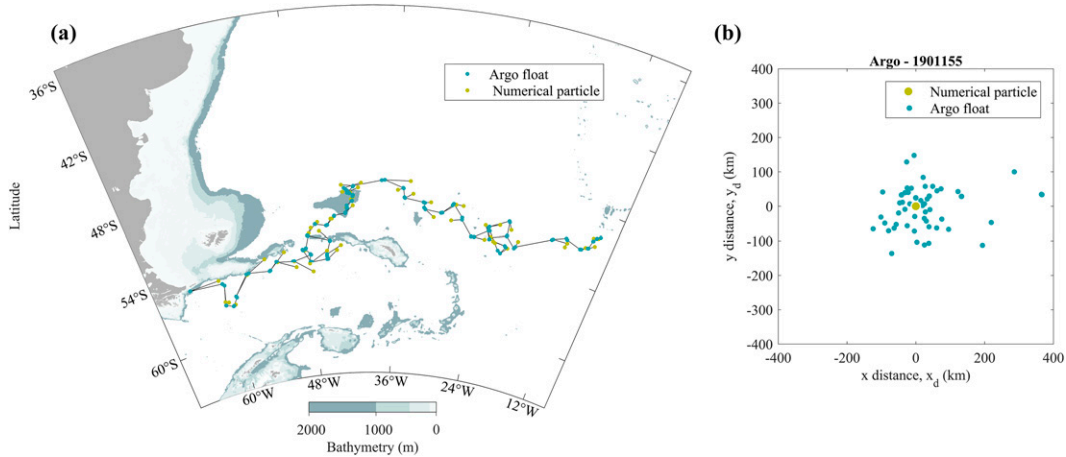 (a)
Argo float
Numerical particle
Latitude
36°S
42°S
48°S
54°S
60°S
60°W
48°W
36°W
24°W
12°W
2000 1000 0
Bathymetry (m)
(b)
Argo - 1901155
Numerical particle
Argo float
y distance, y_d (km)
400
300
200
100
0
-100
-200
-300
-400
-400 -200 0 200 400
x distance, x_d (km)